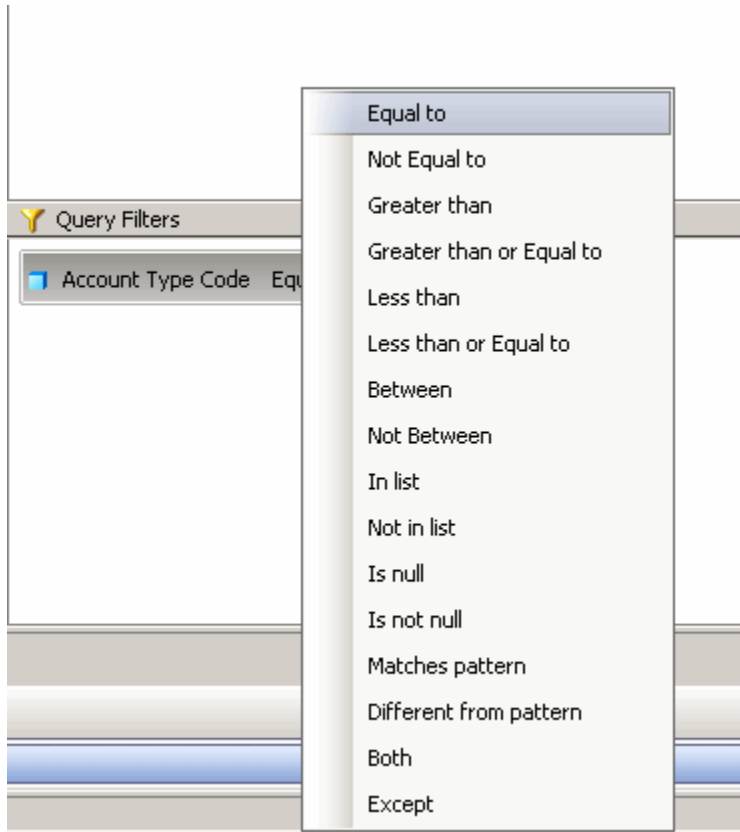 Equal to
Not Equal to
Greater than
Query Filters
Greater than or Equal to
Account Type Code Equ
Less than
Less than or Equal to
Between
Not Between
In list
Not in list
Is null
Is not null
Matches pattern
Different from pattern
Both
Except